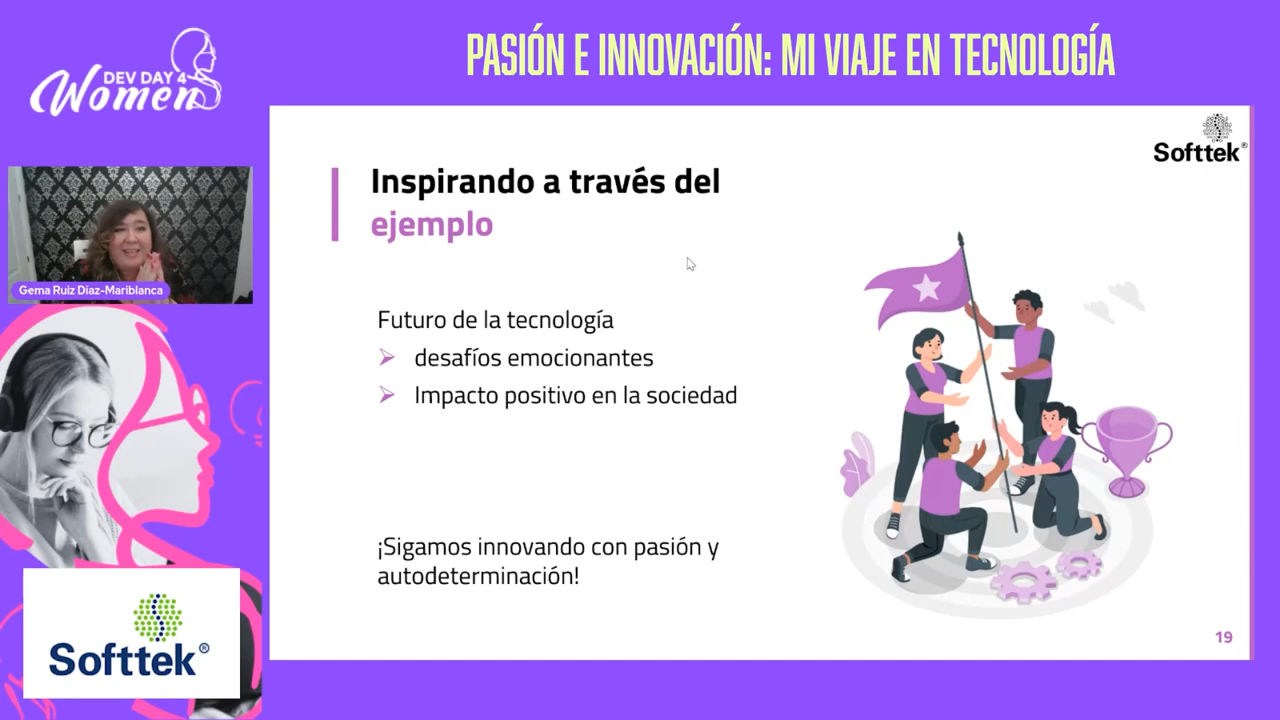 DEV DAY 4
Women
PASIÓN E INNOVACIÓN: MI VIAJE EN TECNOLOGÍA
Softtek®
Inspirando a través del
ejemplo
Gema Ruiz Díaz-Mariblanca
Futuro de la tecnología
➢ desafíos emocionantes
➢ Impacto positivo en la sociedad
¡Sigamos innovando con pasión y
autodeterminación!
Softtek®
19